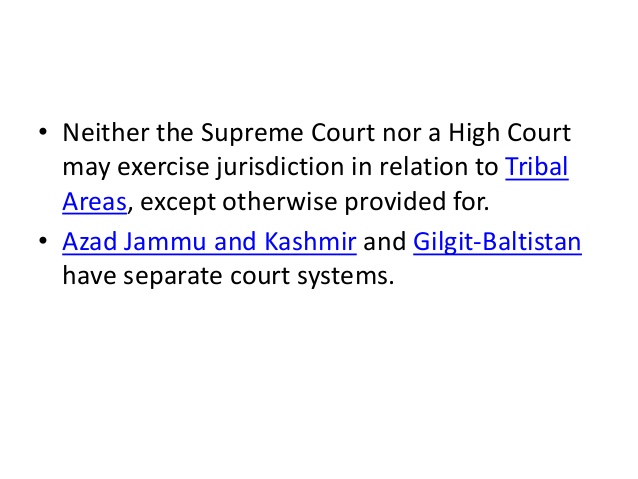 • Neither the Supreme Court nor a High Court
may exercise jurisdiction in relation to Tribal
Areas, except otherwise provided for.
• Azad Jammu and Kashmir and Gilgit-Baltistan
have separate court systems.